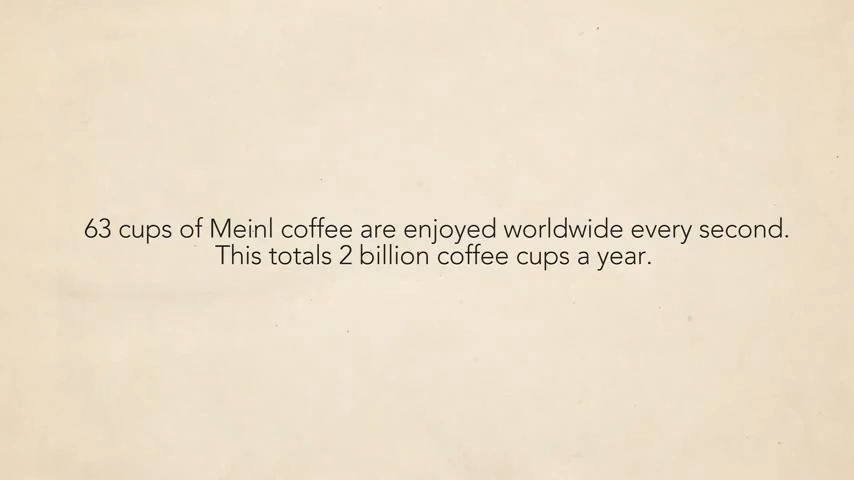 63 cups of Meinl coffee are enjoyed worldwide every second.
This totals 2 billion coffee cups a year.